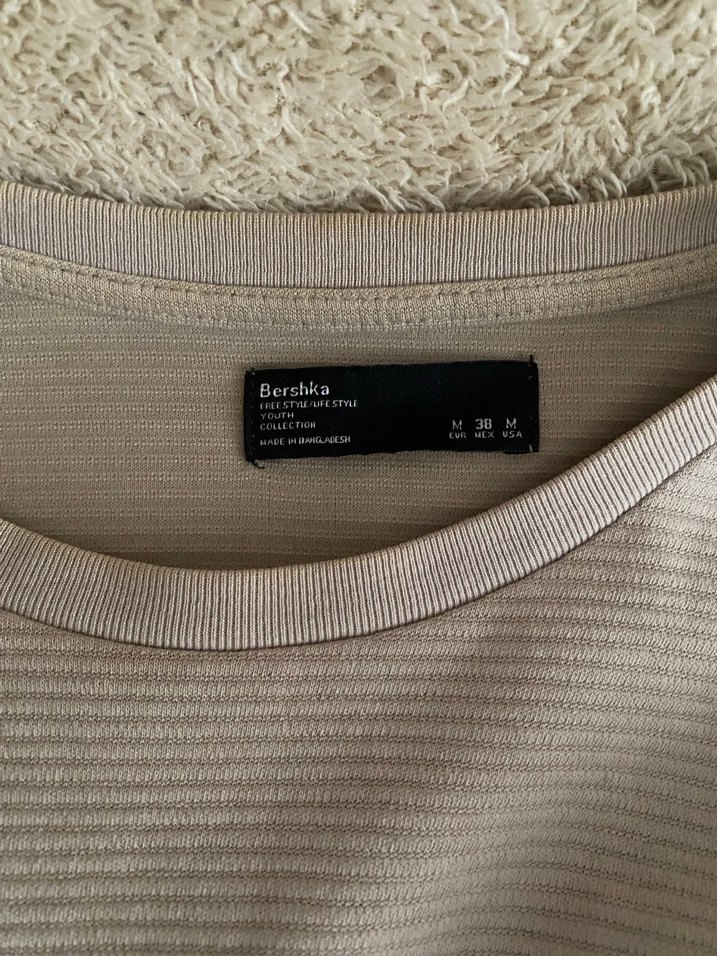 Bershka
FREE STYLE/LIFE STYLE
YOUTH
COLLECTION
MADE IN BANGLADESH
M 38 M
EUR MEX USA